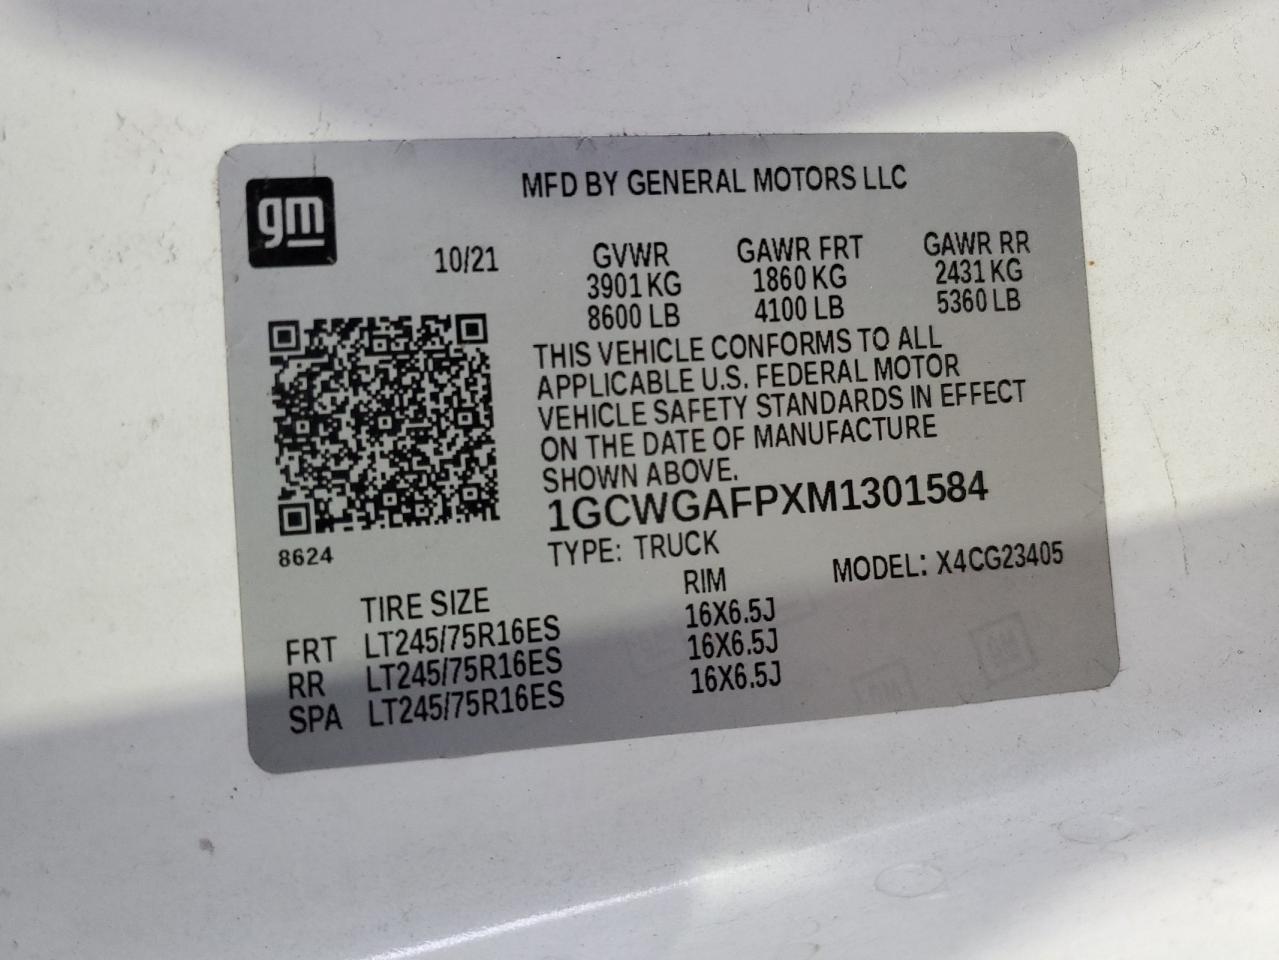 gm
MFD BY GENERAL MOTORS LLC
10/21
GVWR GAWR FRT GAWR RR
3901 KG 1860 KG 2431 KG
8600 LB 4100 LB 5360 LB
THIS VEHICLE CONFORMS TO ALL
APPLICABLE U.S. FEDERAL MOTOR
VEHICLE SAFETY STANDARDS IN EFFECT
ON THE DATE OF MANUFACTURE
SHOWN ABOVE.
1GCWGAFPXM1301584
8624
TYPE: TRUCK MODEL: X4CG23405
TIRE SIZE RIM
FRT LT245/75R16ES 16X6.5J
RR LT245/75R16ES 16X6.5J
SPA LT245/75R16ES 16X6.5J
GM
GM